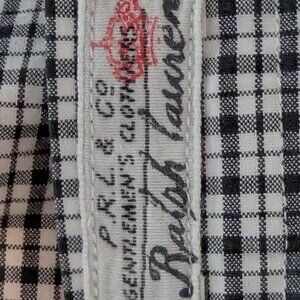 P.R.L. & CO
GENTLEMEN'S CLOTHIERS
Ralph Lauren